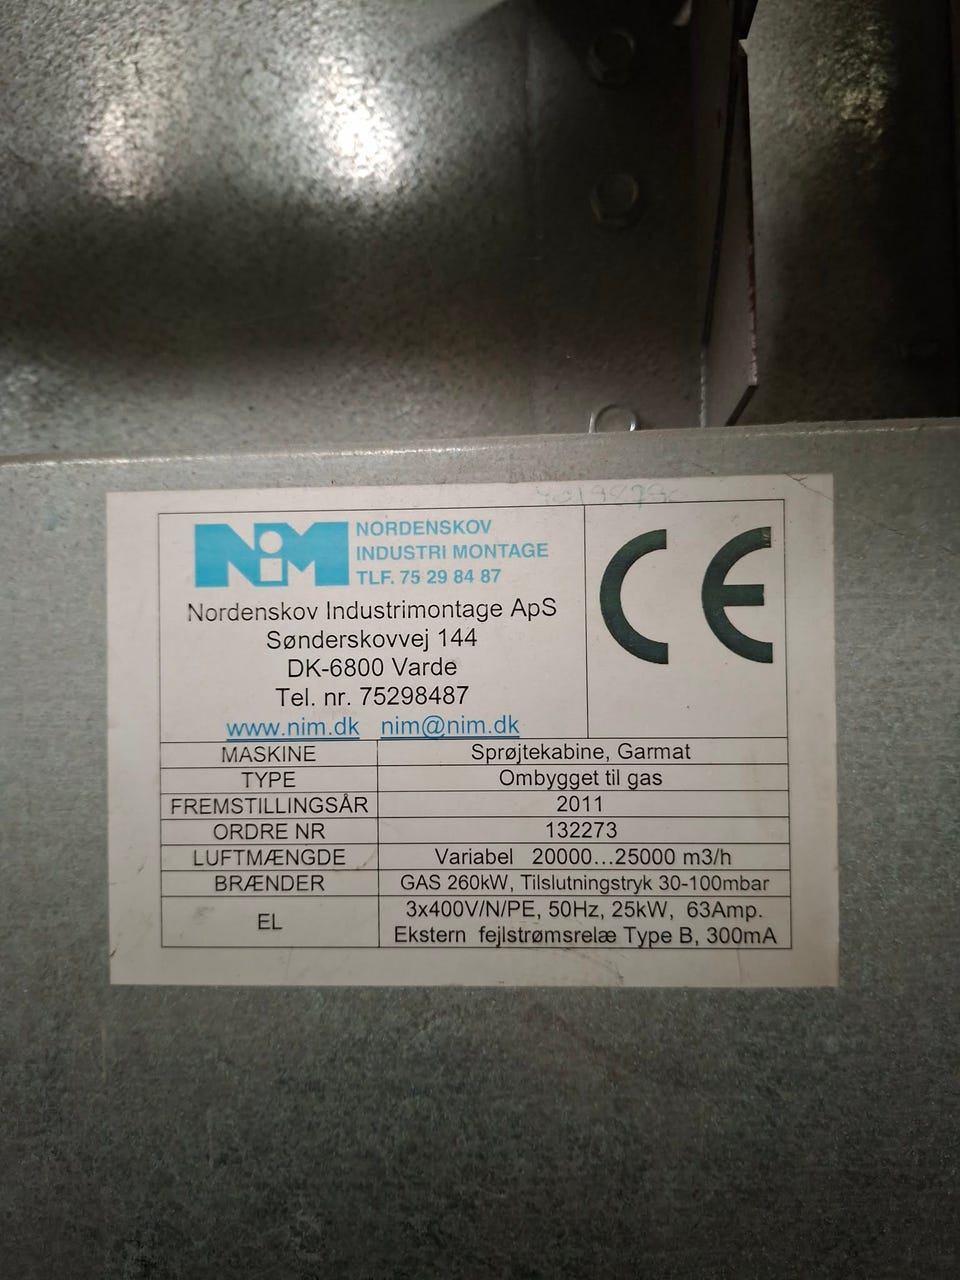 NiM
NORDENSKOV
INDUSTRI MONTAGE
TLF. 75 29 84 87
Nordenskov Industrimontage ApS
Sønderskovvej 144
DK-6800 Varde
Tel. nr. 75298487
www.nim.dk nim@nim.dk
CE
MASKINE Sprøjtekabine, Garmat
TYPE Ombygget til gas
FREMSTILLINGSÅR 2011
ORDRE NR 132273
LUFTMÆNGDE Variabel 20000...25000 m3/h
BRÆNDER GAS 260kW, Tilslutningstryk 30-100mbar
EL 3x400V/N/PE, 50Hz, 25kW, 63Amp.
Ekstern fejlstrømsrelæ Type B, 300mA